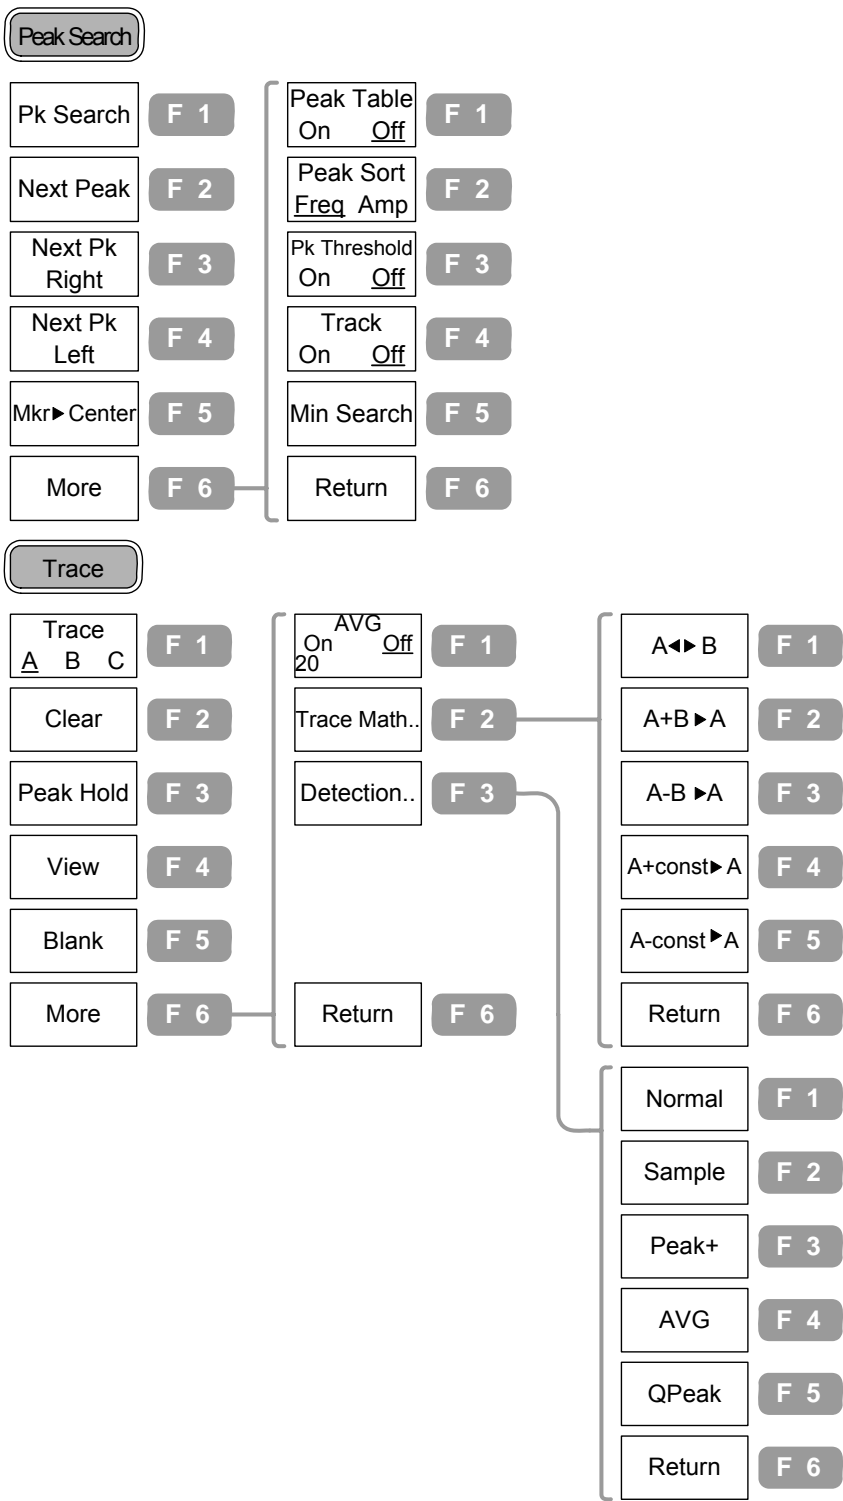 Peak Search
Pk Search F 1
Next Peak F 2
Next Pk
Right F 3
Next Pk
Left F 4
Mkr▶Center F 5
More F 6
Peak Table
On Off F 1
Peak Sort
Freq Amp F 2
Pk Threshold
On Off F 3
Track
On Off F 4
Min Search F 5
Return F 6
Trace
Trace
A B C F 1
Clear F 2
Peak Hold F 3
View F 4
Blank F 5
More F 6
AVG
On Off
20 F 1
Trace Math.. F 2
Detection.. F 3
Return F 6
A◀▶B F 1
A+B▶A F 2
A-B▶A F 3
A+const▶A F 4
A-const▶A F 5
Return F 6
Normal F 1
Sample F 2
Peak+ F 3
AVG F 4
QPeak F 5
Return F 6